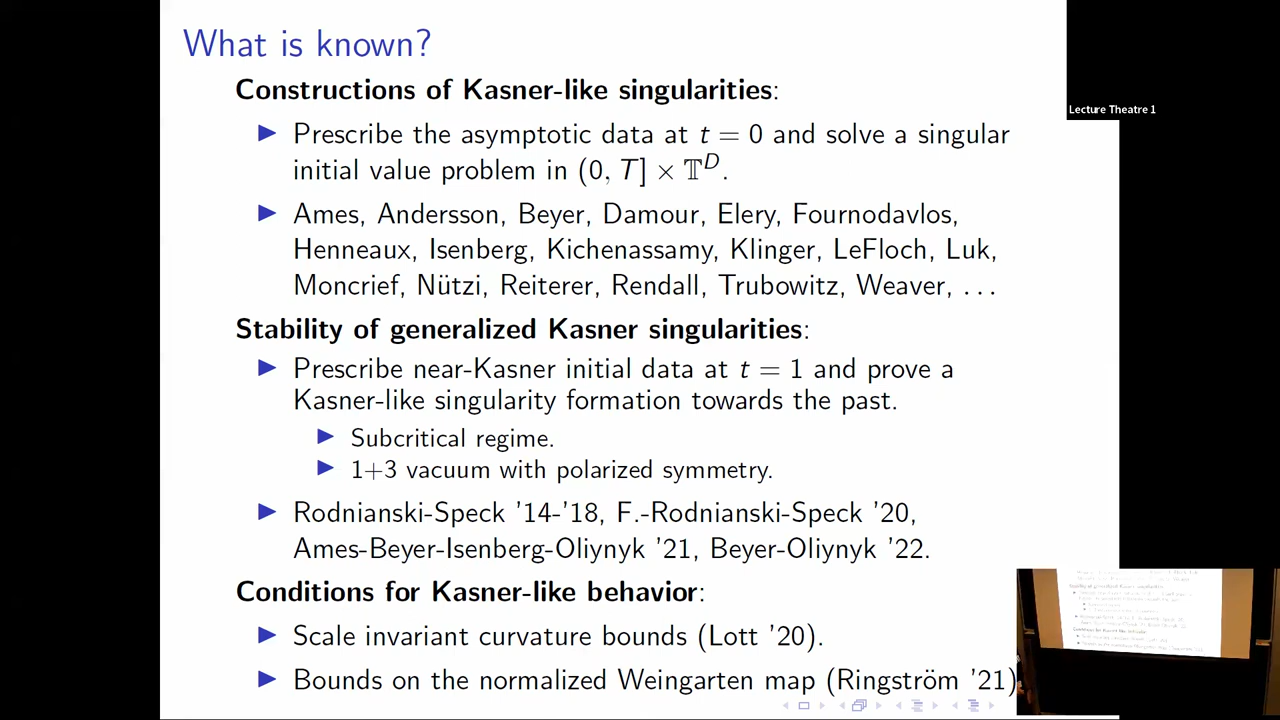 What is known?
Constructions of Kasner-like singularities:
Prescribe the asymptotic data at t = 0 and solve a singular
initial value problem in (0, T] × 𝕋^D.
Ames, Andersson, Beyer, Damour, Elery, Fournodavlos,
Henneaux, Isenberg, Kichenassamy, Klinger, LeFloch, Luk,
Moncrief, Nützi, Reiterer, Rendall, Trubowitz, Weaver, ...
Stability of generalized Kasner singularities:
Prescribe near-Kasner initial data at t = 1 and prove a
Kasner-like singularity formation towards the past.
Subcritical regime.
1+3 vacuum with polarized symmetry.
Rodnianski-Speck '14-'18, F.-Rodnianski-Speck '20,
Ames-Beyer-Isenberg-Oliynyk '21, Beyer-Oliynyk '22.
Conditions for Kasner-like behavior:
Scale invariant curvature bounds (Lott '20).
Bounds on the normalized Weingarten map (Ringström '21)
Lecture Theatre 1